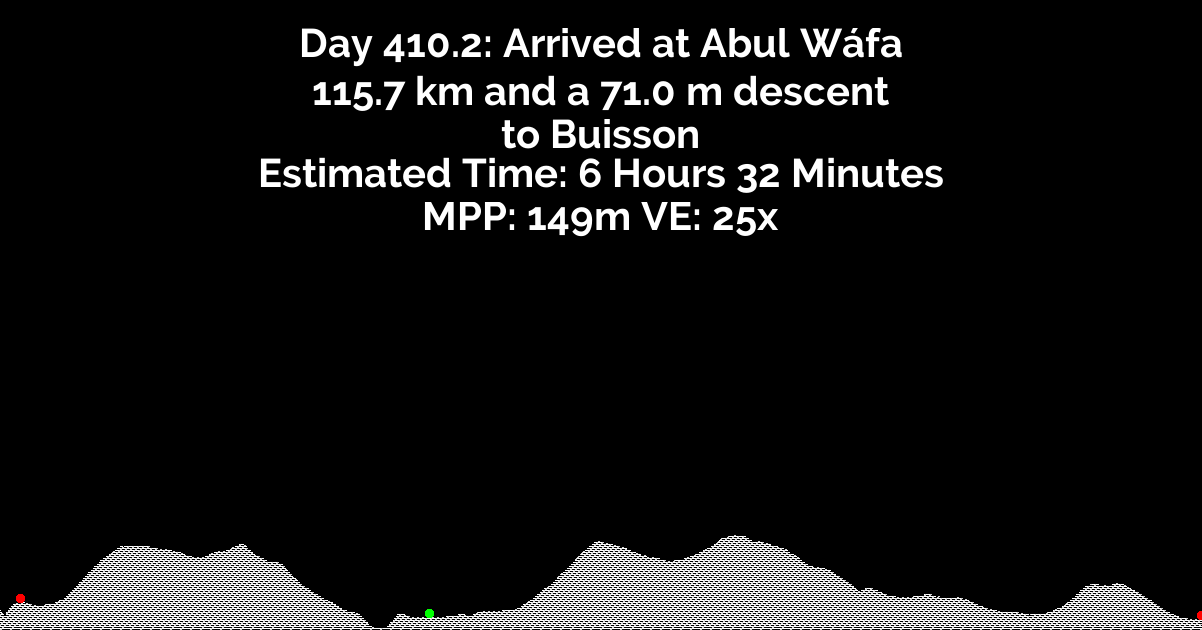 Day 410.2: Arrived at Abul Wáfa
115.7 km and a 71.0 m descent
to Buisson
Estimated Time: 6 Hours 32 Minutes
MPP: 149m VE: 25x